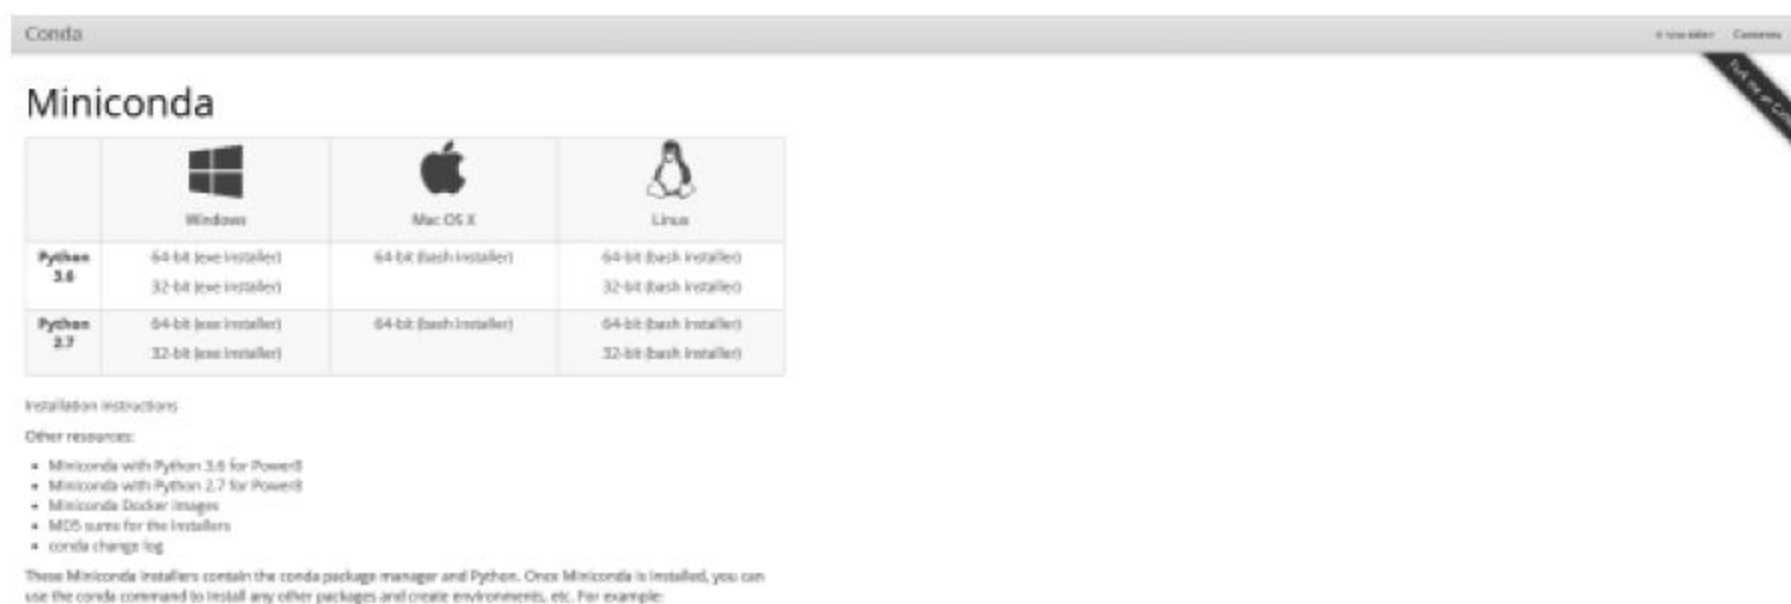 Conda
Contents
Fork me on
Miniconda
Windows
Mac OS X
Linux
Python
3.6
64-bit (exe installer)
64-bit (bash installer)
64-bit (bash installer)
32-bit (exe installer)
32-bit (bash installer)
Python
2.7
64-bit (exe installer)
64-bit (bash installer)
64-bit (bash installer)
32-bit (exe installer)
32-bit (bash installer)
Installation instructions
Other resources:
• Miniconda with Python 3.6 for Power8
• Miniconda with Python 2.7 for Power8
• Miniconda Docker images
• MD5 sums for the installers
• conda change log
These Miniconda installers contain the conda package manager and Python. Once Miniconda is installed, you can
use the conda command to install any other packages and create environments, etc. For example: